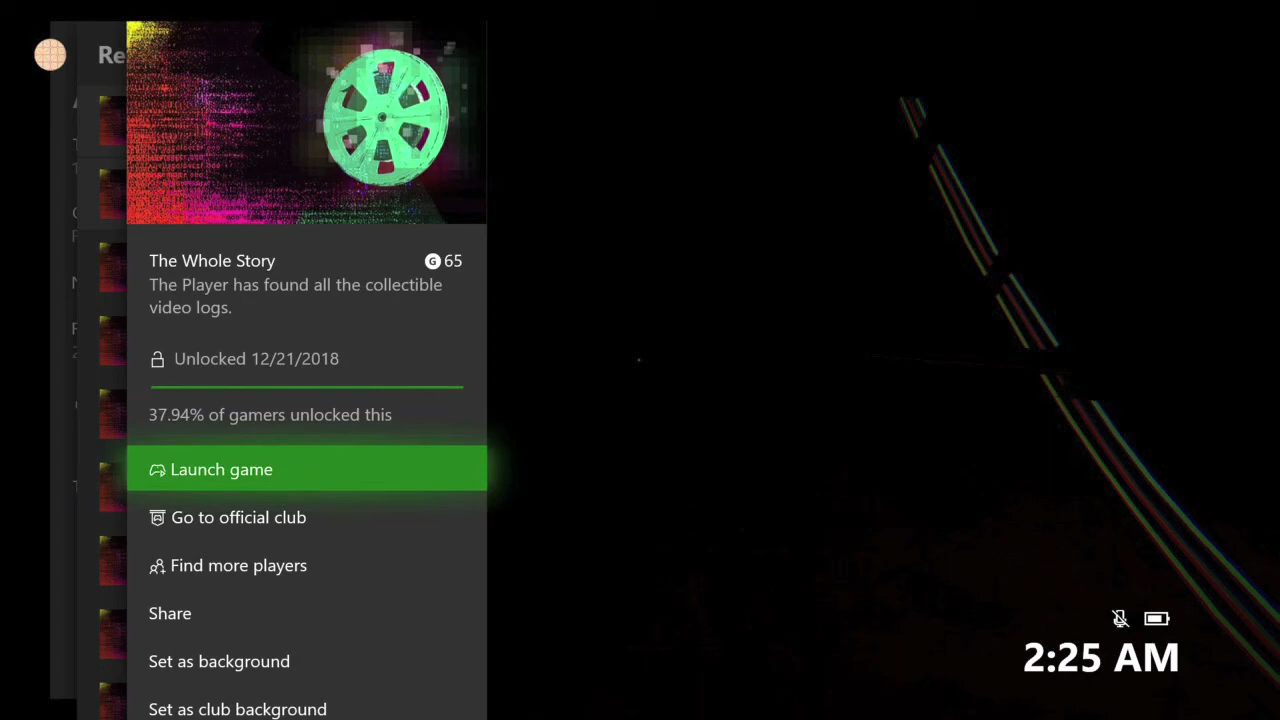 Re
The Whole Story
G 65
The Player has found all the collectible
video logs.
Unlocked 12/21/2018
37.94% of gamers unlocked this
Launch game
Go to official club
Find more players
Share
Set as background
Set as club background
2:25 AM